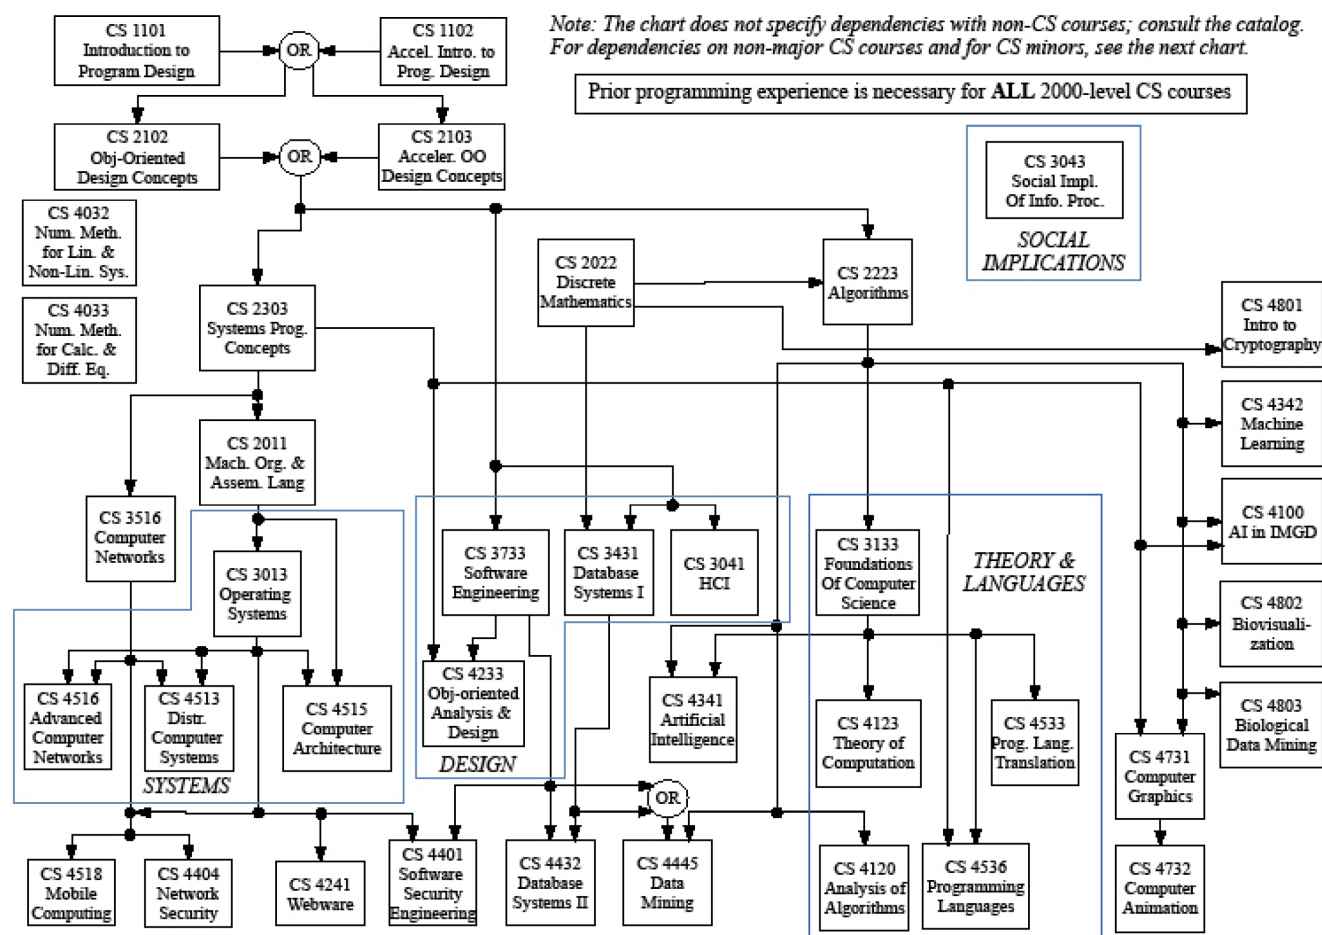 CS 1101
Introduction to
Program Design
OR
CS 1102
Accel. Intro. to
Prog. Design
Note: The chart does not specify dependencies with non-CS courses; consult the catalog.
For dependencies on non-major CS courses and for CS minors, see the next chart.
Prior programming experience is necessary for ALL 2000-level CS courses
CS 2102
Obj-Oriented
Design Concepts
OR
CS 2103
Acceler. OO
Design Concepts
CS 3043
Social Impl.
Of Info. Proc.
SOCIAL
IMPLICATIONS
CS 4032
Num. Meth.
for Lin. &
Non-Lin. Sys.
CS 4033
Num. Meth.
for Calc. &
Diff. Eq.
CS 2303
Systems Prog.
Concepts
CS 2022
Discrete
Mathematics
CS 2223
Algorithms
CS 4801
Intro to
Cryptography
CS 4342
Machine
Learning
CS 2011
Mach. Org. &
Assem. Lang
CS 3516
Computer
Networks
CS 3013
Operating
Systems
CS 3733
Software
Engineering
CS 3431
Database
Systems I
CS 3041
HCI
CS 3133
Foundations
Of Computer
Science
THEORY &
LANGUAGES
CS 4100
AI in IMGD
CS 4802
Biovisuali-
zation
CS 4803
Biological
Data Mining
CS 4516
Advanced
Computer
Networks
CS 4513
Distr.
Computer
Systems
CS 4515
Computer
Architecture
SYSTEMS
CS 4233
Obj-oriented
Analysis &
Design
DESIGN
CS 4341
Artificial
Intelligence
CS 4123
Theory of
Computation
CS 4533
Prog. Lang.
Translation
CS 4731
Computer
Graphics
OR
CS 4518
Mobile
Computing
CS 4404
Network
Security
CS 4241
Webware
CS 4401
Software
Security
Engineering
CS 4432
Database
Systems II
CS 4445
Data
Mining
CS 4120
Analysis of
Algorithms
CS 4536
Programming
Languages
CS 4732
Computer
Animation